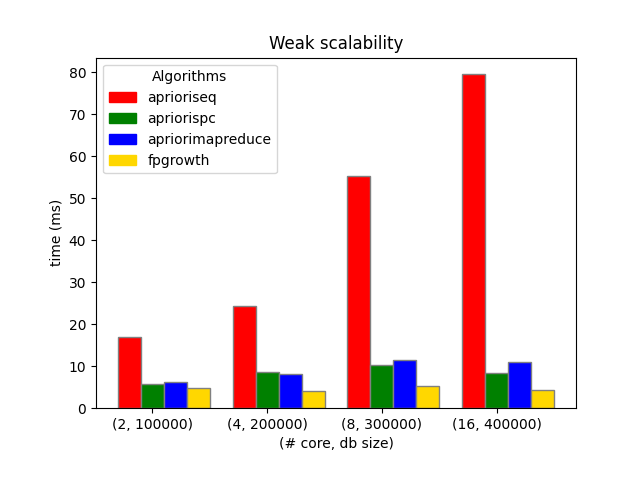 Weak scalability
Algorithms
aprioriseq
apriorispc
apriorimapreduce
fpgrowth
80
70
60
50
40
30
20
10
0
time (ms)
(2, 100000) (4, 200000) (8, 300000) (16, 400000)
(# core, db size)